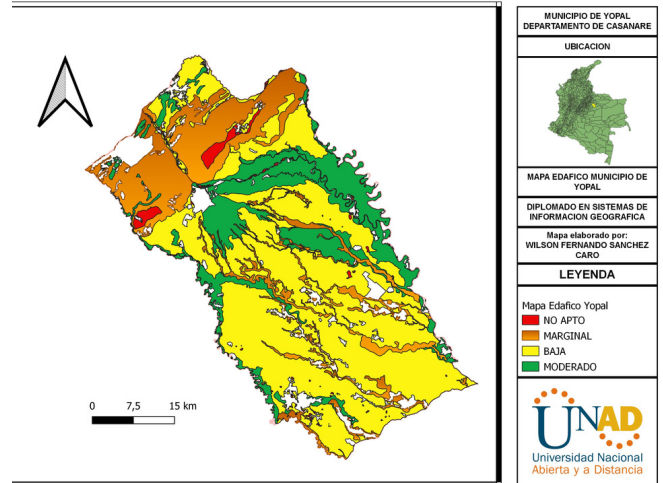 MUNICIPIO DE YOPAL
DEPARTAMENTO DE CASANARE
UBICACION
MAPA EDAFICO MUNICIPIO DE
YOPAL
DIPLOMADO EN SISTEMAS DE
INFORMACION GEOGRAFICA
Mapa elaborado por:
WILSON FERNANDO SANCHEZ
CARO
LEYENDA
Mapa Edafico Yopal
NO APTO
MARGINAL
BAJA
MODERADO
0 7,5 15 km
UNAD
Universidad Nacional
Abierta y a Distancia